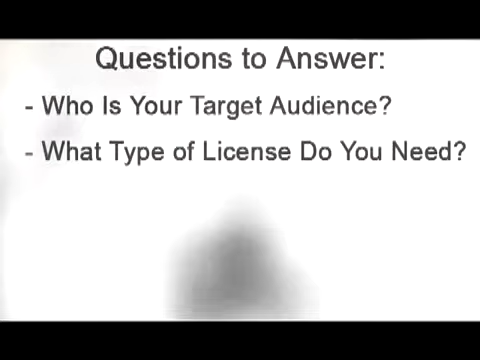 Questions to Answer:
- Who Is Your Target Audience?
- What Type of License Do You Need?